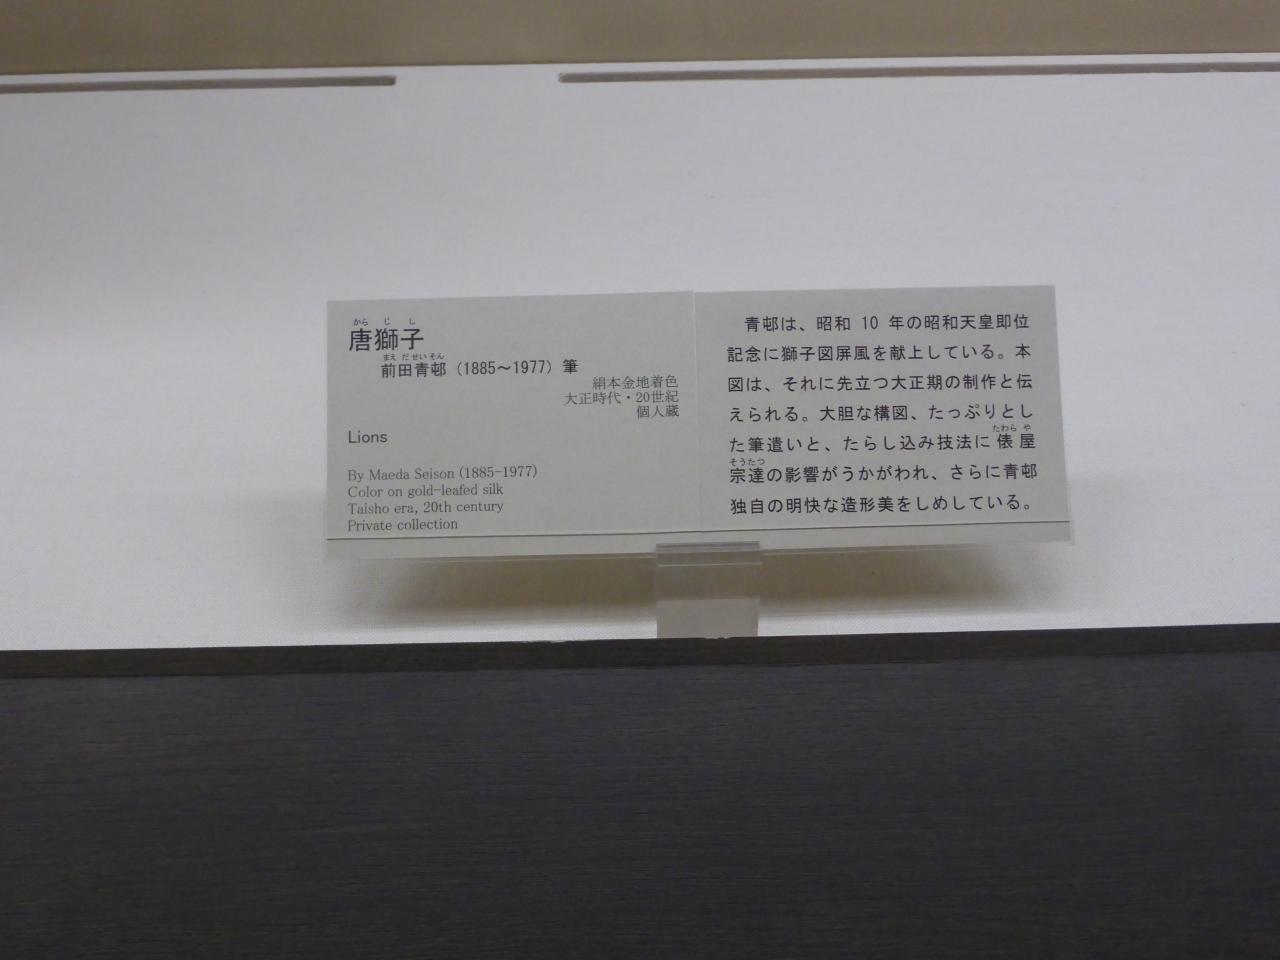 からじし
唐獅子
まえだせいそん
前田青邨（1885～1977）筆
絹本金地着色
大正時代・20世紀
個人蔵
Lions
By Maeda Seison (1885-1977)
Color on gold-leafed silk
Taisho era, 20th century
Private collection
青邨は、昭和 10 年の昭和天皇即位
記念に獅子図屏風を献上している。本
図は、それに先立つ大正期の制作と伝
えられる。大胆な構図、たっぷりとし
た筆遣いと、たらし込み技法に俵屋
たわらや
宗達の影響がうかがわれ、さらに青邨
そうたつ
独自の明快な造形美をしめしている。